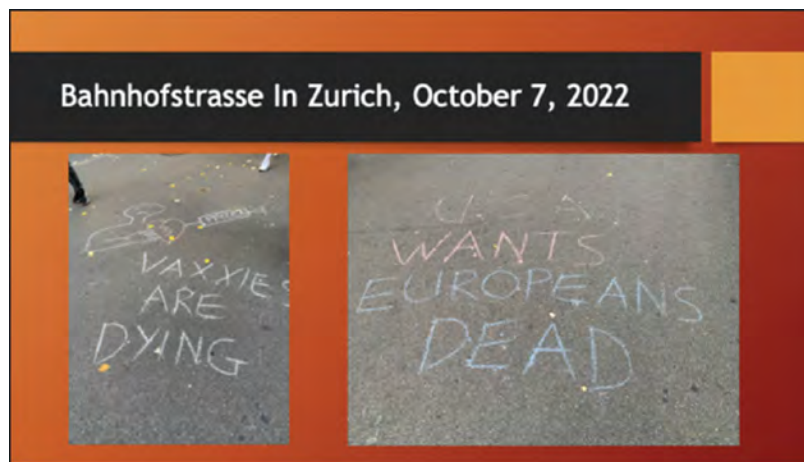 Bahnhofstrasse In Zurich, October 7, 2022
VAXXIES
ARE
DYING
U.S.A.
WANTS
EUROPEANS
DEAD